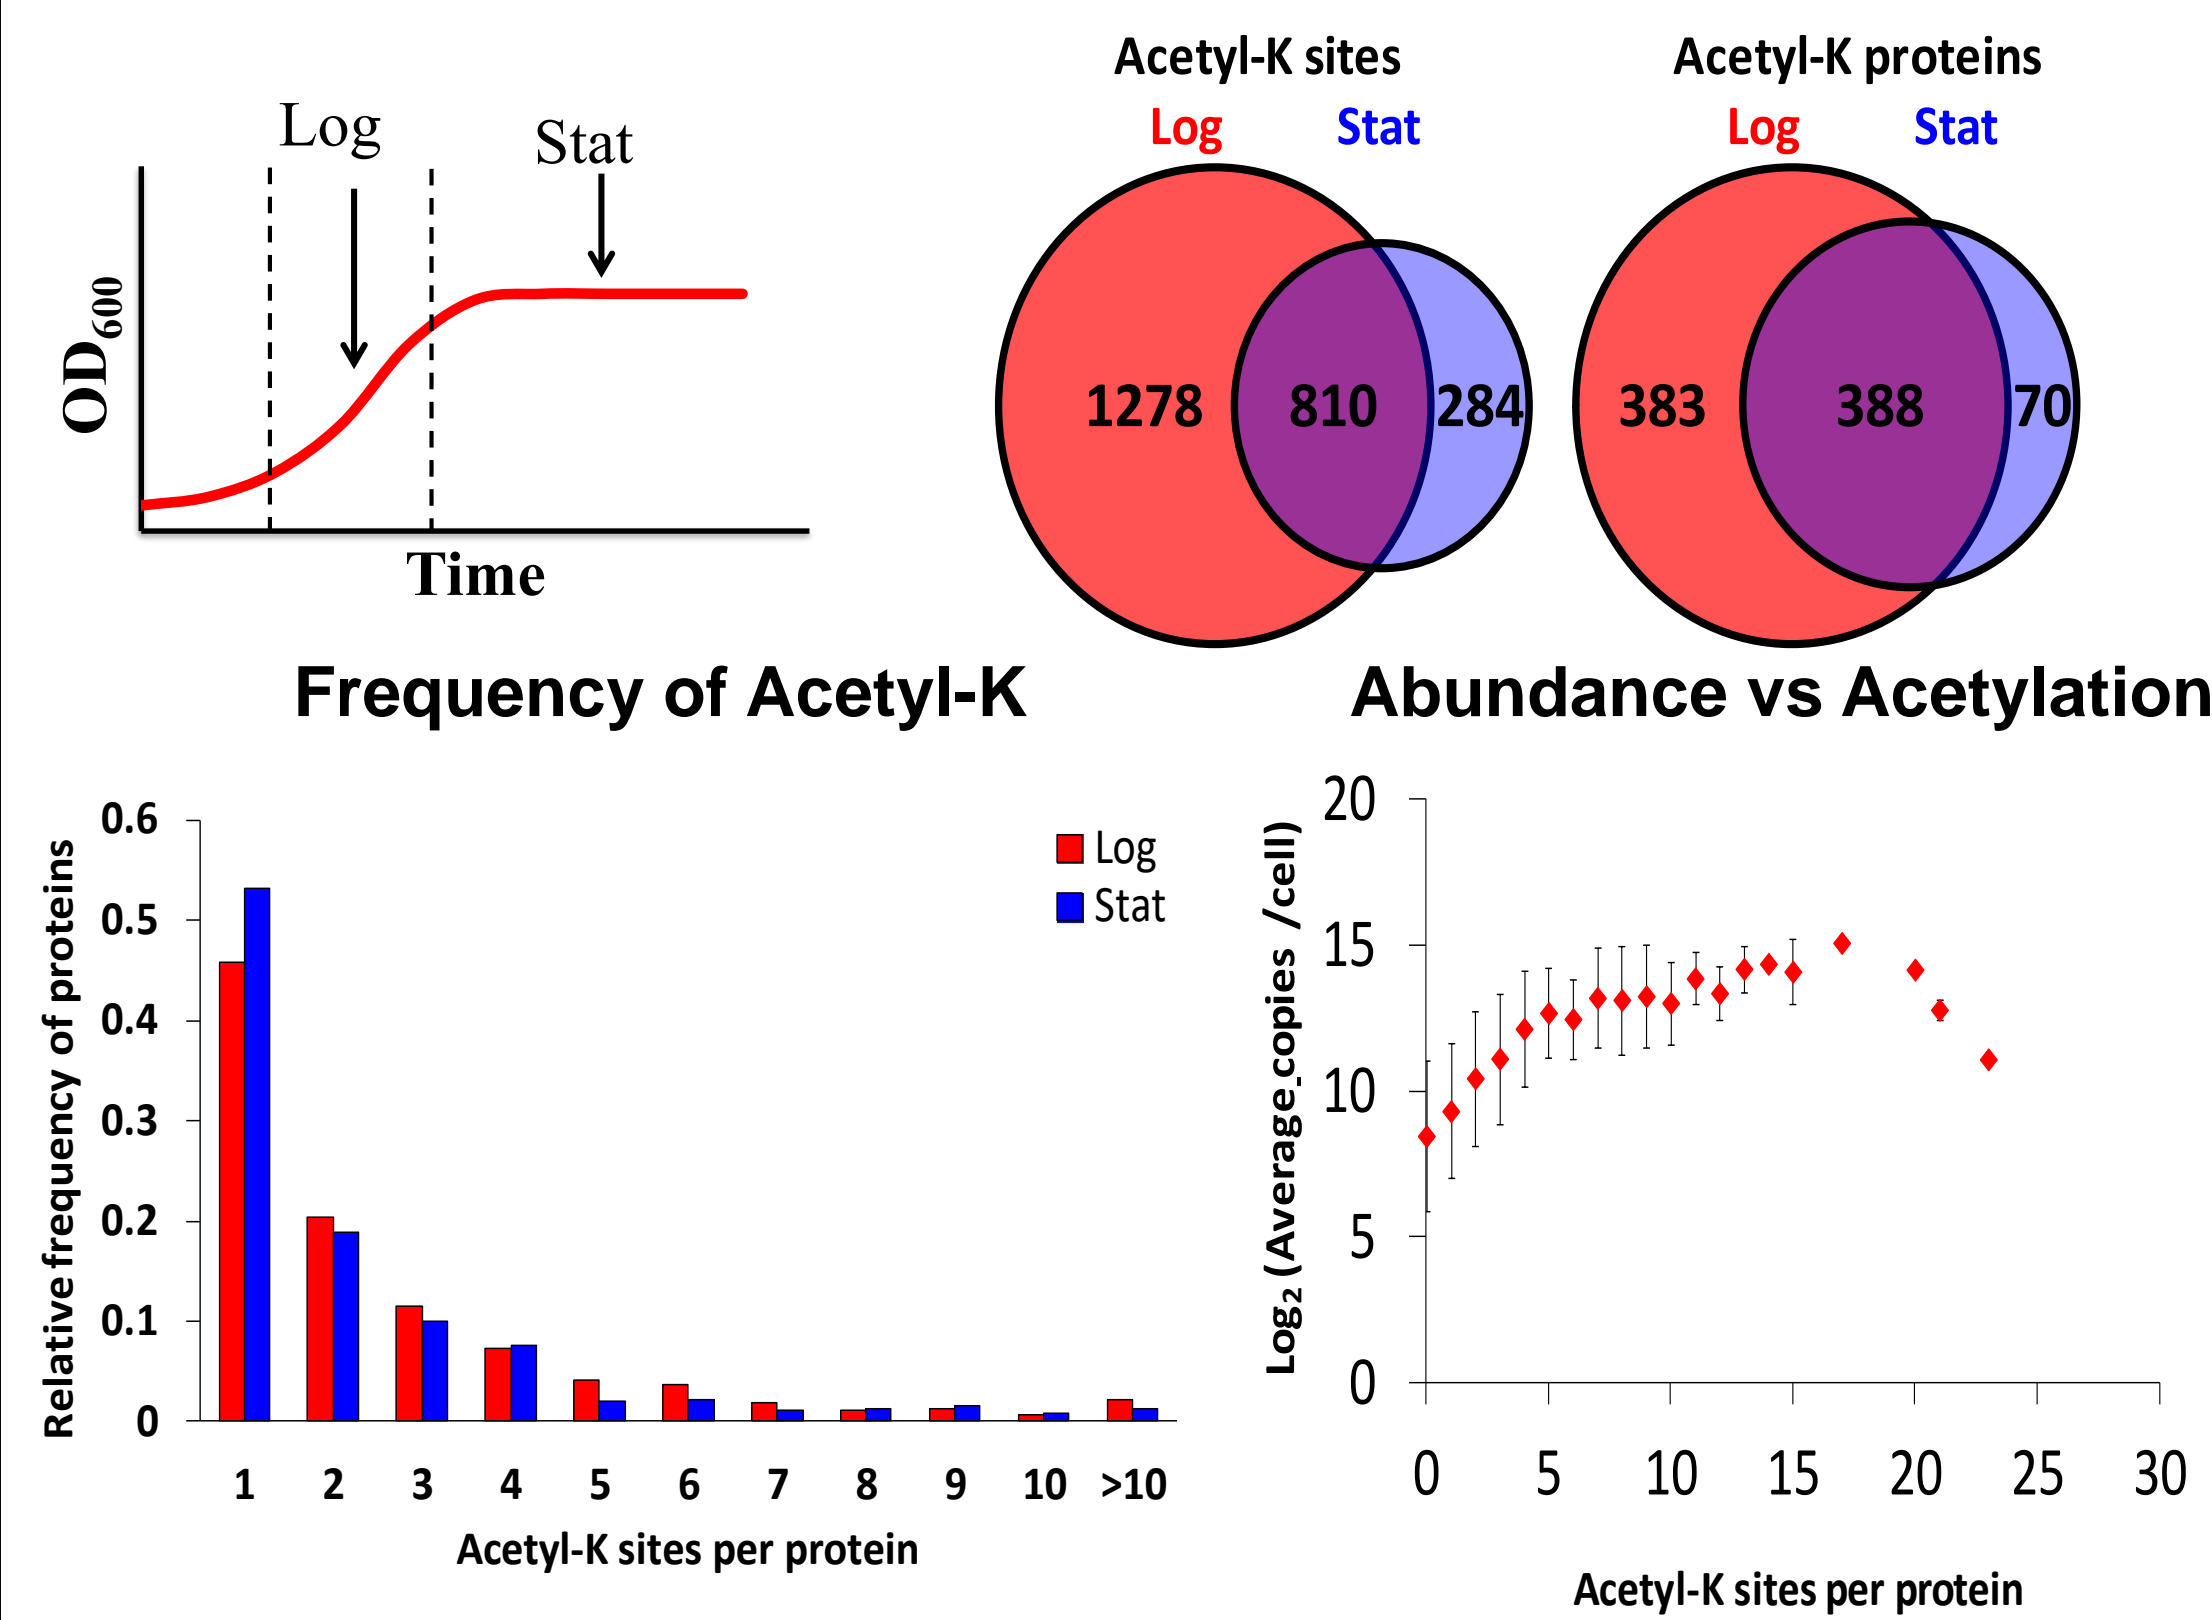 Log
Stat
OD600
Time
Acetyl-K sites
Log Stat
1278 810 284
Acetyl-K proteins
Log Stat
383 388 70
Frequency of Acetyl-K
Relative frequency of proteins
0.6
0.5
0.4
0.3
0.2
0.1
0
Log
Stat
1 2 3 4 5 6 7 8 9 10 >10
Acetyl-K sites per protein
Abundance vs Acetylation
Log₂ (Average copies /cell)
20
15
10
5
0
0 5 10 15 20 25 30
Acetyl-K sites per protein